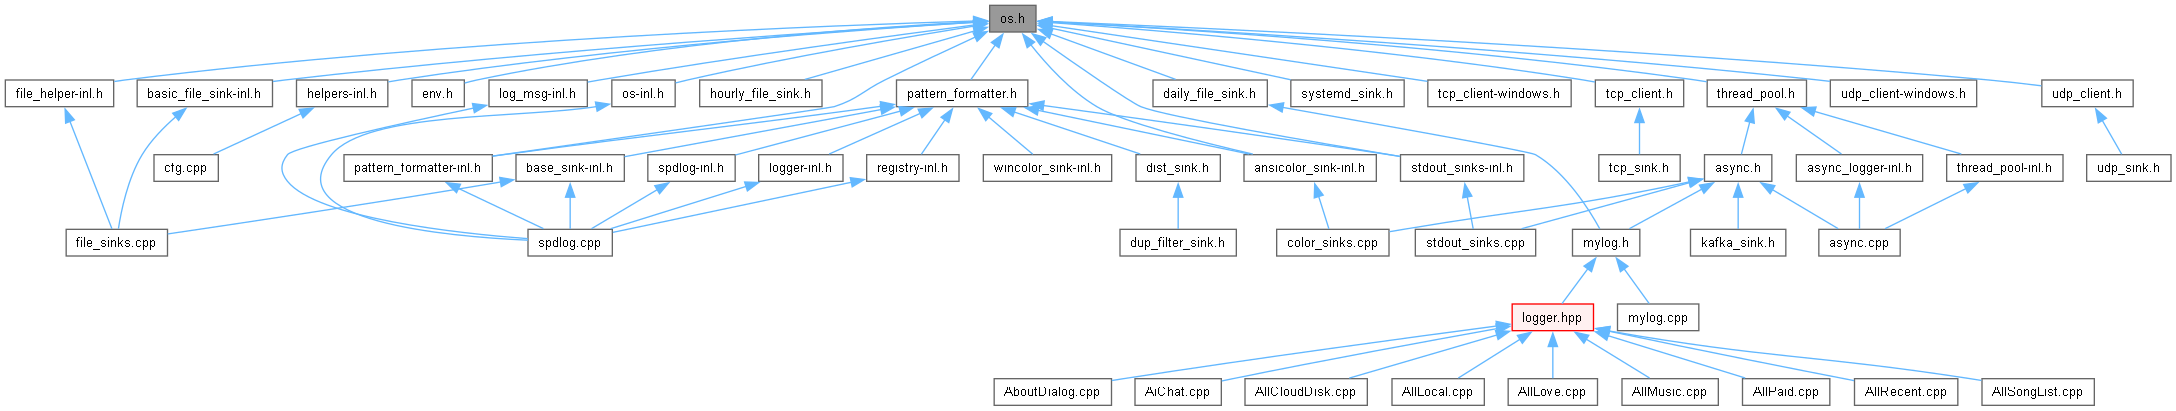 os.h
file_helper-inl.h
basic_file_sink-inl.h
helpers-inl.h
env.h
log_msg-inl.h
os-inl.h
hourly_file_sink.h
pattern_formatter.h
daily_file_sink.h
systemd_sink.h
tcp_client-windows.h
tcp_client.h
thread_pool.h
udp_client-windows.h
udp_client.h
cfg.cpp
pattern_formatter-inl.h
base_sink-inl.h
spdlog-inl.h
logger-inl.h
registry-inl.h
wincolor_sink-inl.h
dist_sink.h
ansicolor_sink-inl.h
stdout_sinks-inl.h
tcp_sink.h
async.h
async_logger-inl.h
thread_pool-inl.h
udp_sink.h
file_sinks.cpp
spdlog.cpp
dup_filter_sink.h
color_sinks.cpp
stdout_sinks.cpp
mylog.h
kafka_sink.h
async.cpp
logger.hpp
mylog.cpp
AboutDialog.cpp
AiChat.cpp
AllCloudDisk.cpp
AllLocal.cpp
AllLove.cpp
AllMusic.cpp
AllPaid.cpp
AllRecent.cpp
AllSongList.cpp